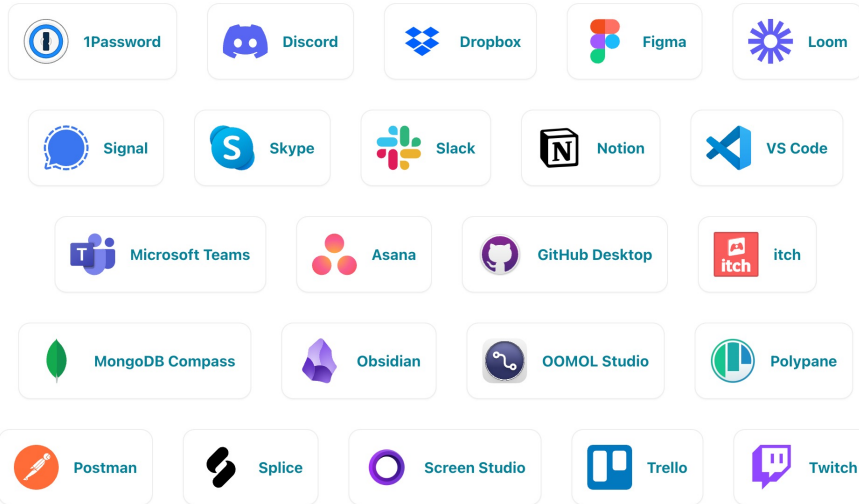 1Password Discord Dropbox Figma Loom
Signal Skype Slack Notion VS Code
Microsoft Teams Asana GitHub Desktop itch itch
MongoDB Compass Obsidian OOMOL Studio Polypane
Postman Splice Screen Studio Trello Twitch